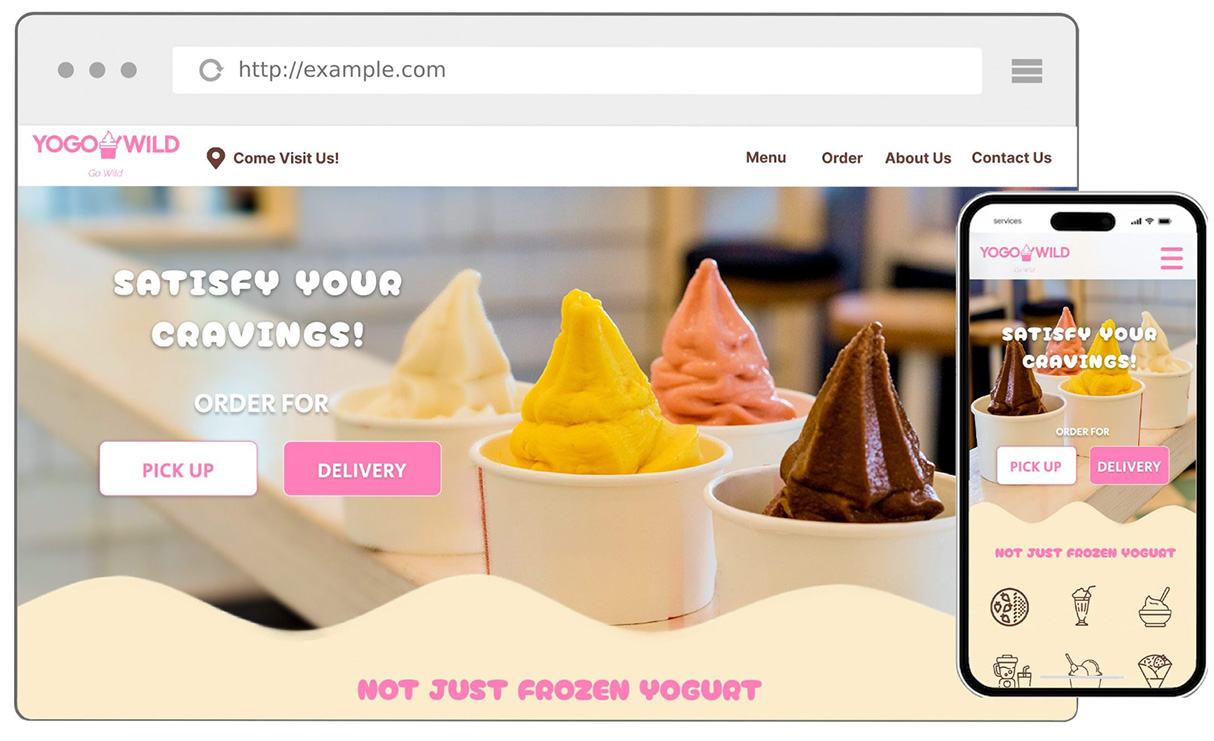 http://example.com
YOGO WILD
Go Wild
Come Visit Us!
Menu Order About Us Contact Us
SATISFY YOUR
CRAVINGS!
ORDER FOR
PICK UP DELIVERY
NOT JUST FROZEN YOGURT
services
YOGO WILD
Go Wild
SATISFY YOUR
CRAVINGS!
ORDER FOR
PICK UP DELIVERY
NOT JUST FROZEN YOGURT